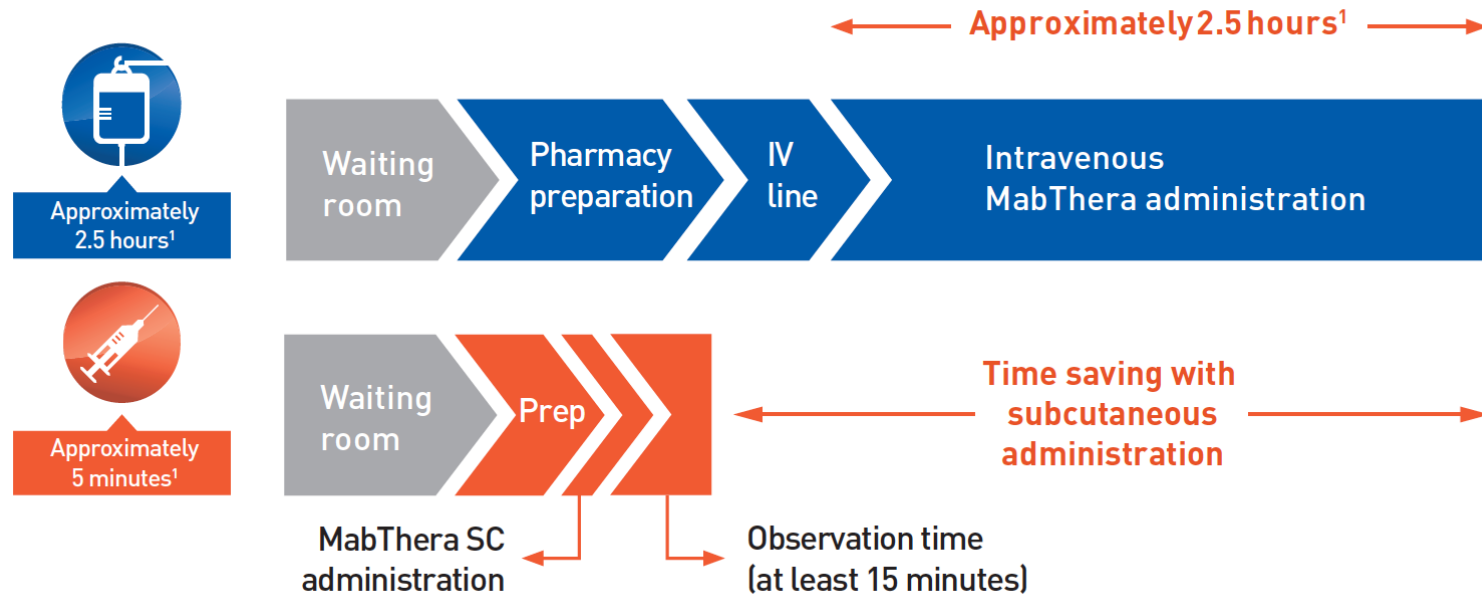 Approximately 2.5 hours¹
Approximately
2.5 hours¹
Waiting
room
Pharmacy
preparation
IV
line
Intravenous
MabThera administration
Approximately
5 minutes¹
Waiting
room
Prep
Time saving with
subcutaneous
administration
MabThera SC
administration
Observation time
(at least 15 minutes)